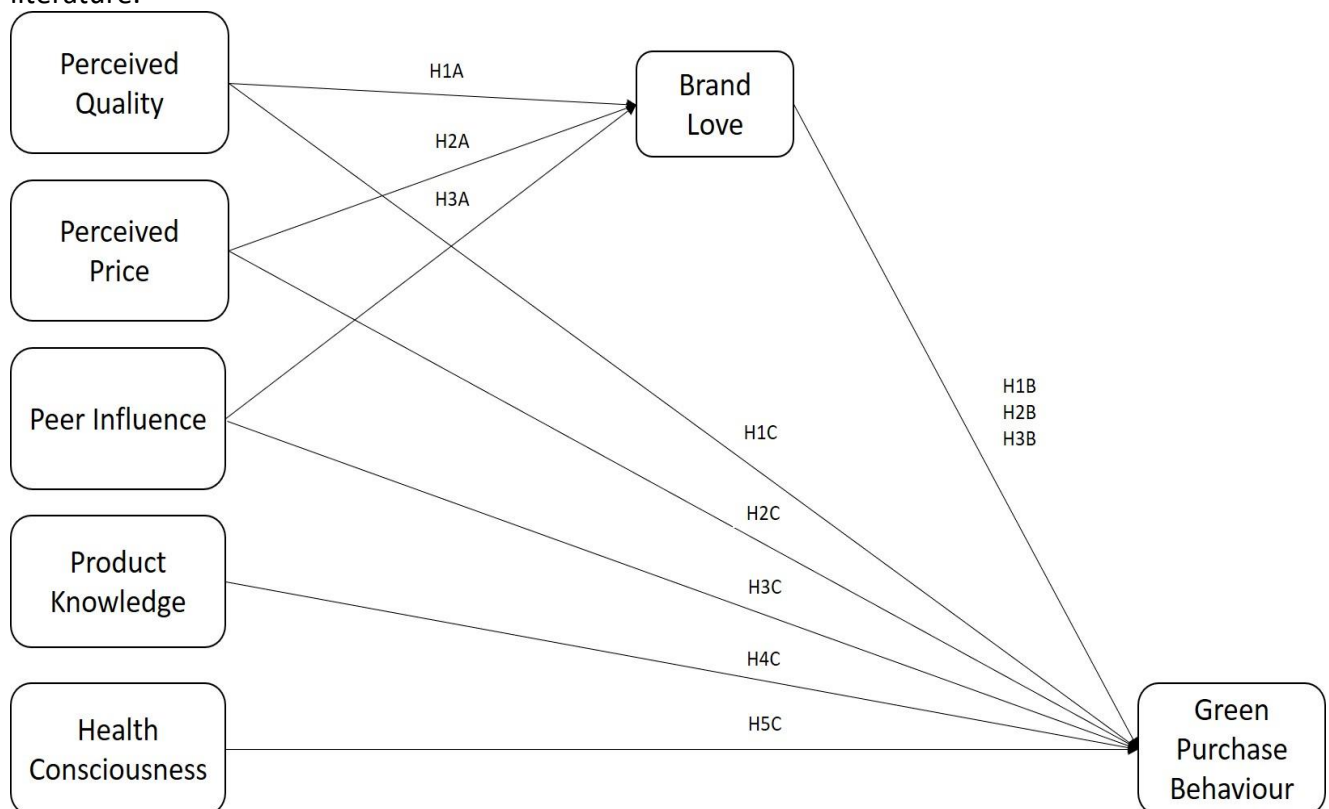 literature.
Perceived
Quality
H1A
Brand
Love
H2A
H3A
Perceived
Price
Peer Influence
H1B
H2B
H3B
H1C
H2C
Product
Knowledge
H3C
H4C
Health
Consciousness
H5C
Green
Purchase
Behaviour